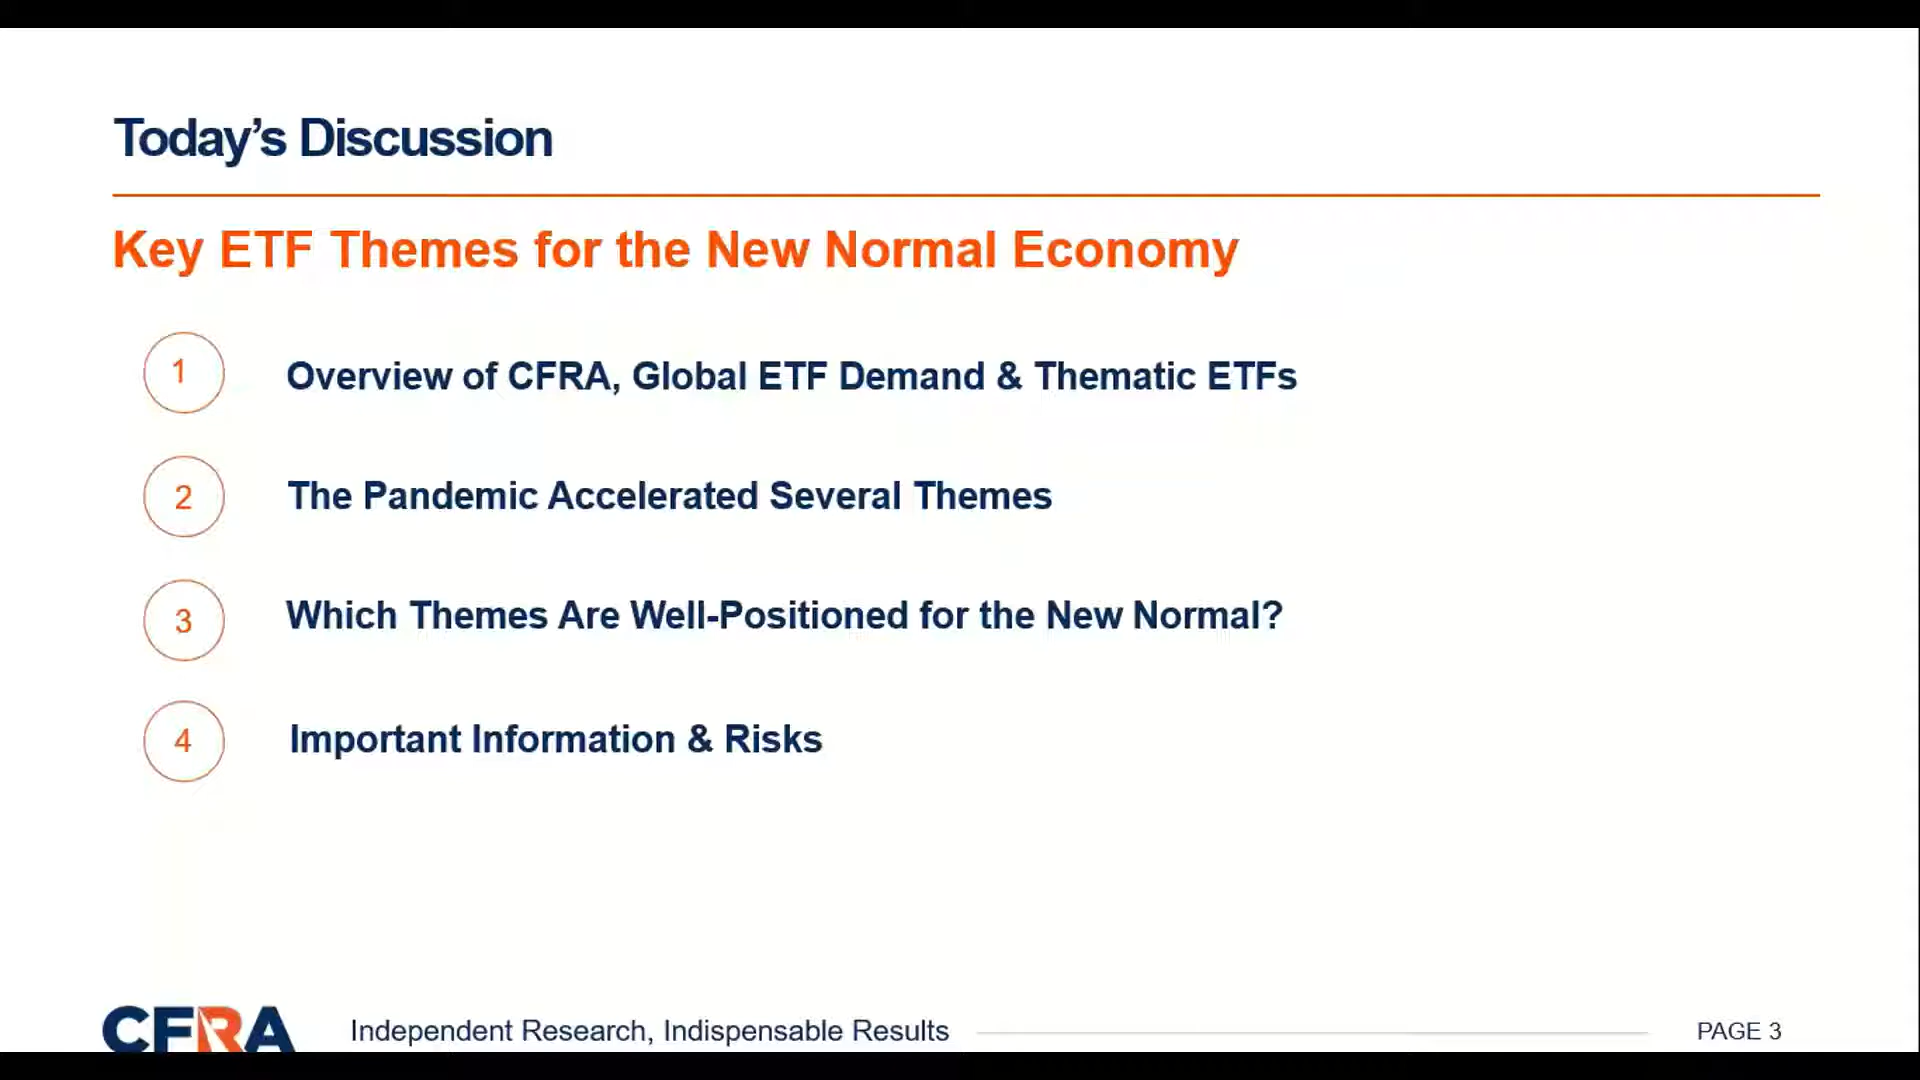 Today’s Discussion
Key ETF Themes for the New Normal Economy
1 Overview of CFRA, Global ETF Demand & Thematic ETFs
2 The Pandemic Accelerated Several Themes
3 Which Themes Are Well-Positioned for the New Normal?
4 Important Information & Risks
CFRA Independent Research, Indispensable Results PAGE 3